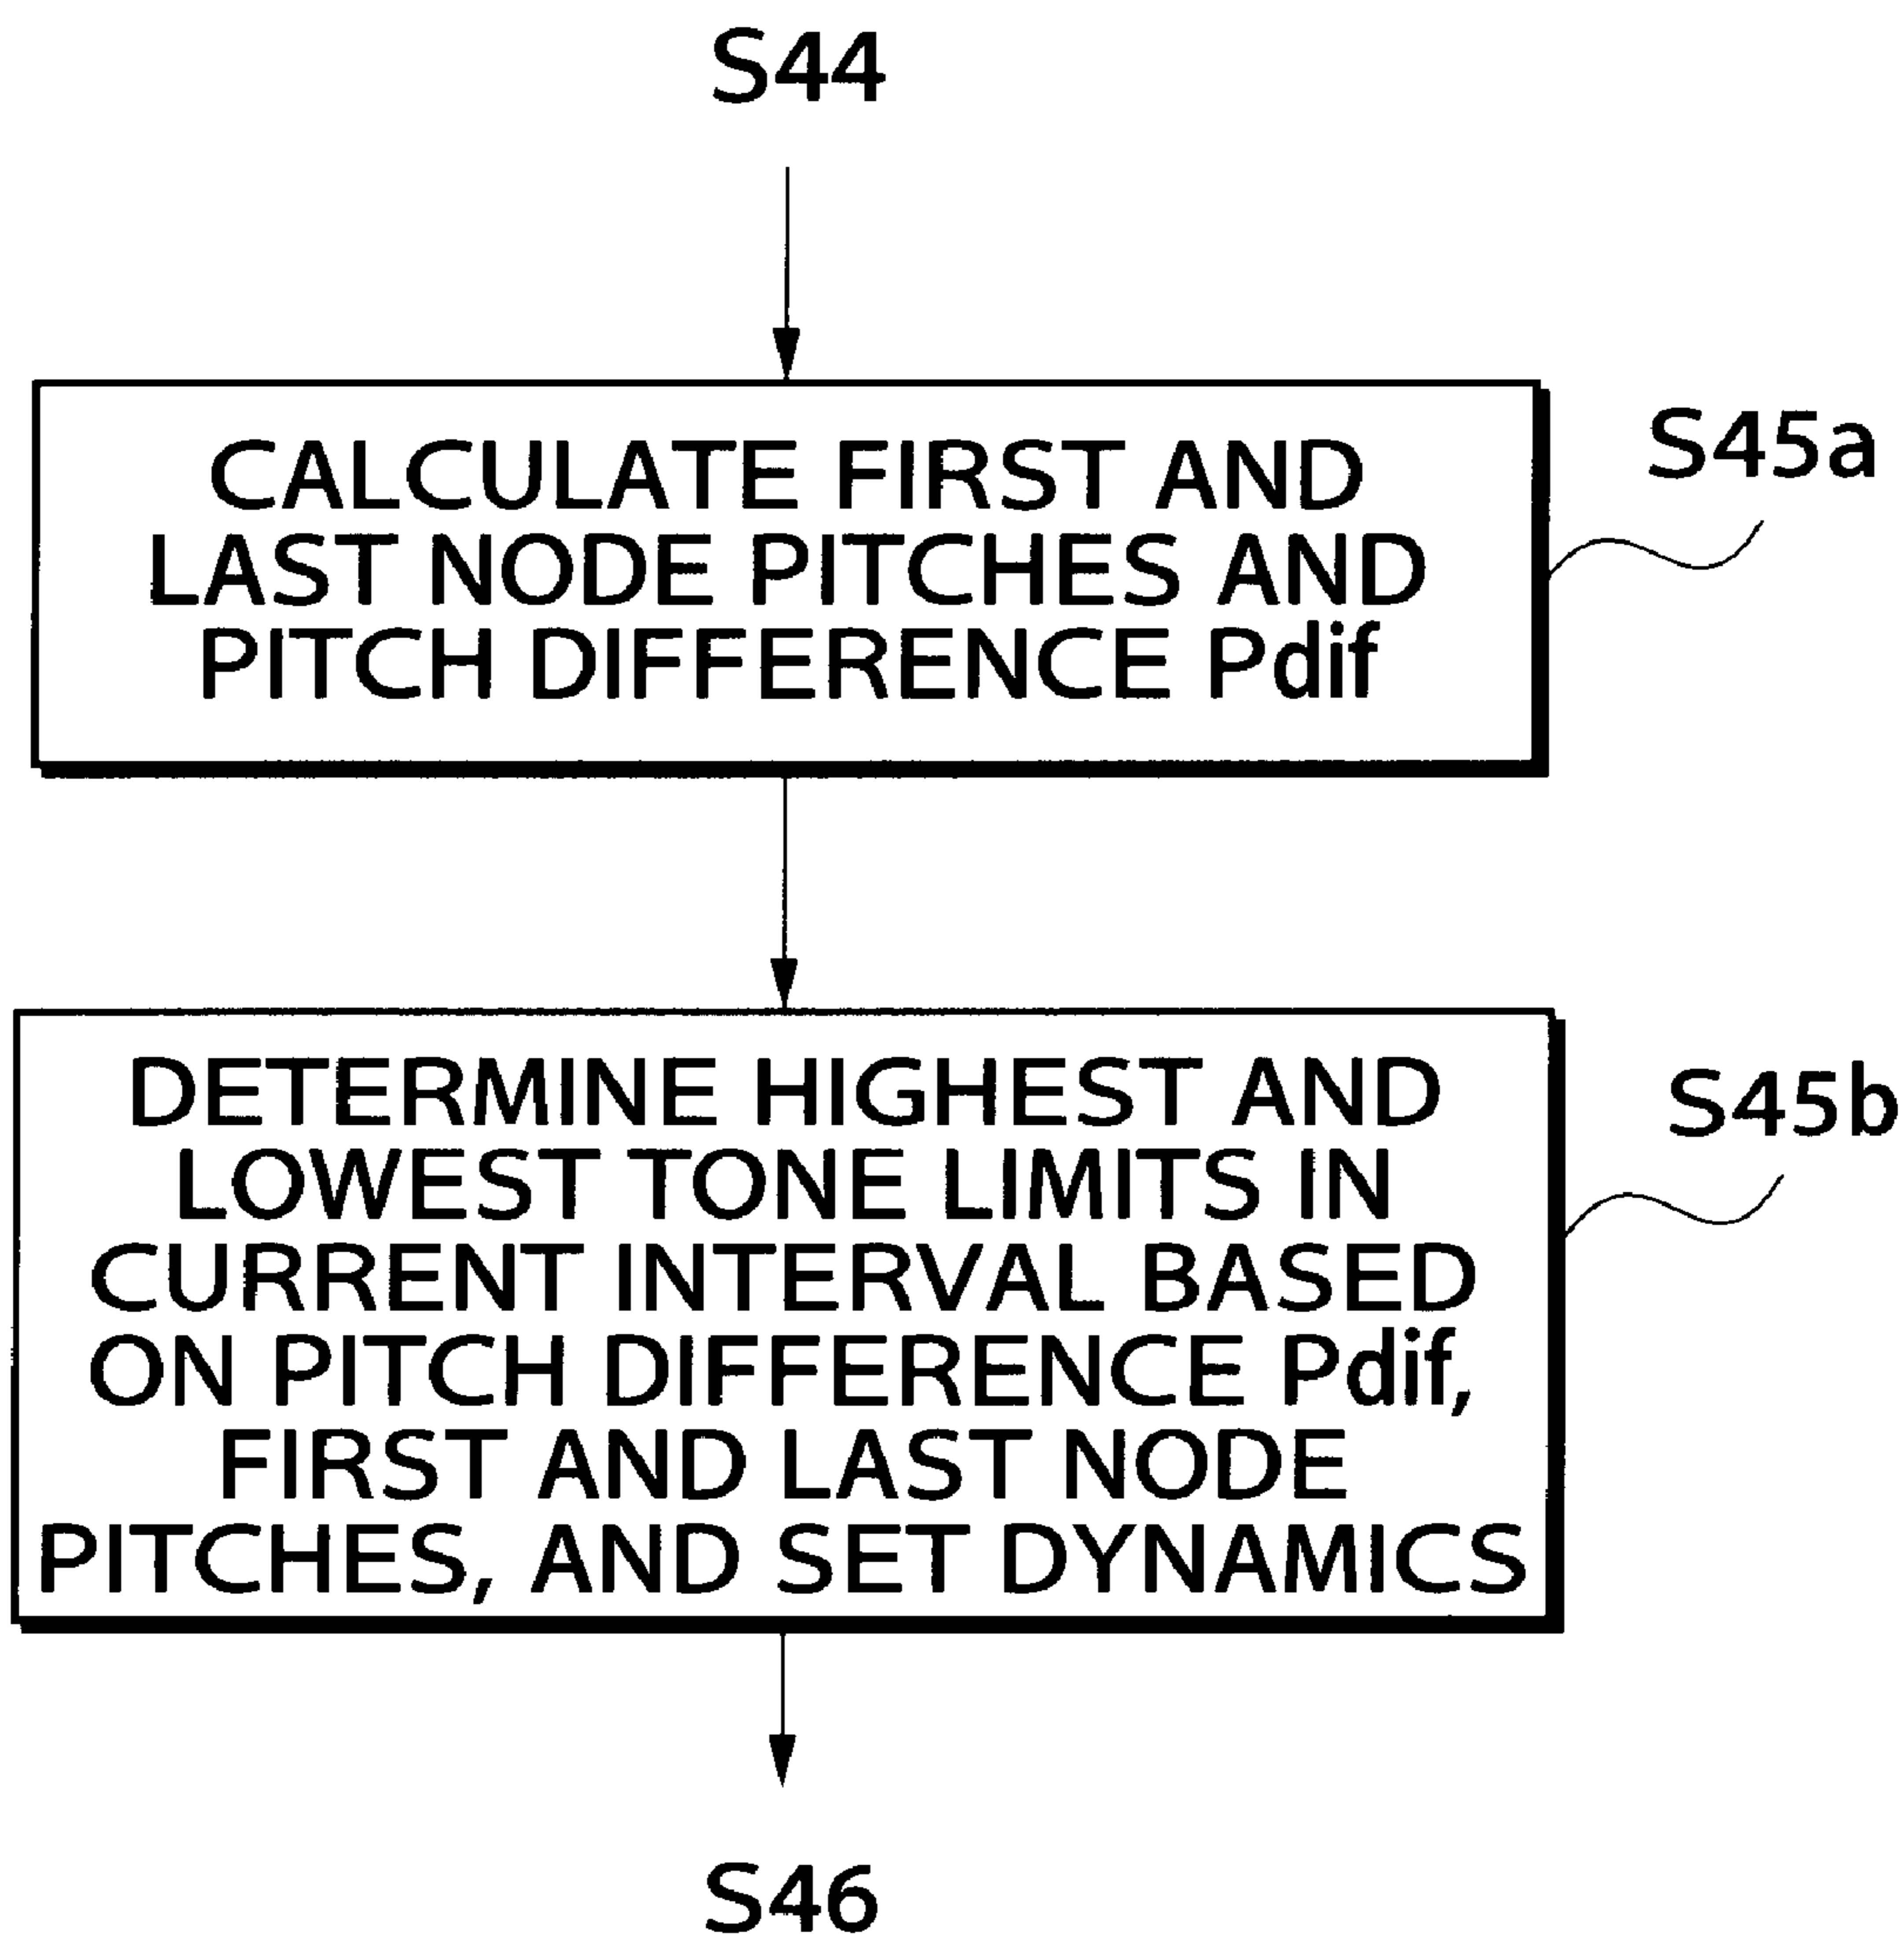 S44
CALCULATE FIRST AND
LAST NODE PITCHES AND
PITCH DIFFERENCE Pdif
S45a
DETERMINE HIGHEST AND
LOWEST TONE LIMITS IN
CURRENT INTERVAL BASED
ON PITCH DIFFERENCE Pdif,
FIRST AND LAST NODE
PITCHES, AND SET DYNAMICS
S45b
S46